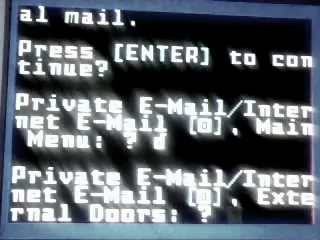 al mail.
Press [ENTER] to con
tinue?
Private E-Mail/Inter
net E-Mail [0], Main
Menu: ? d
Private E-Mail/Inter
net E-Mail [0], Exte
rnal Doors: ?